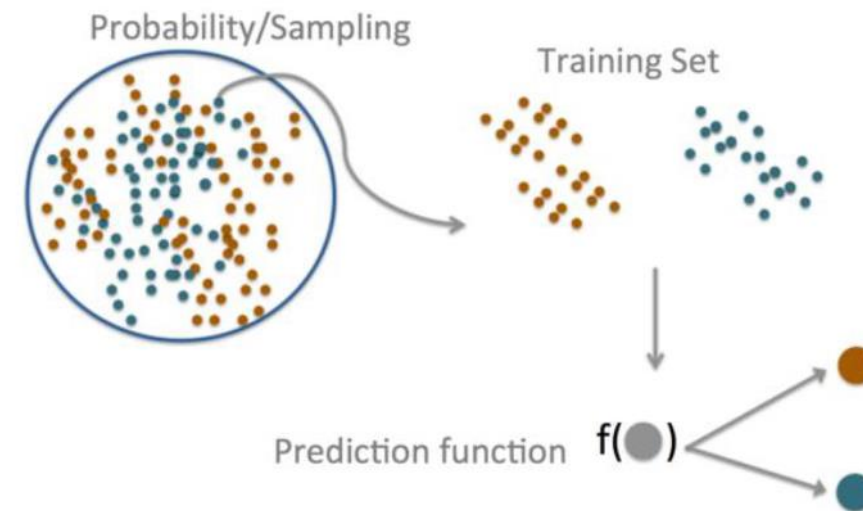 Probability/Sampling
Training Set
Prediction function
f( )